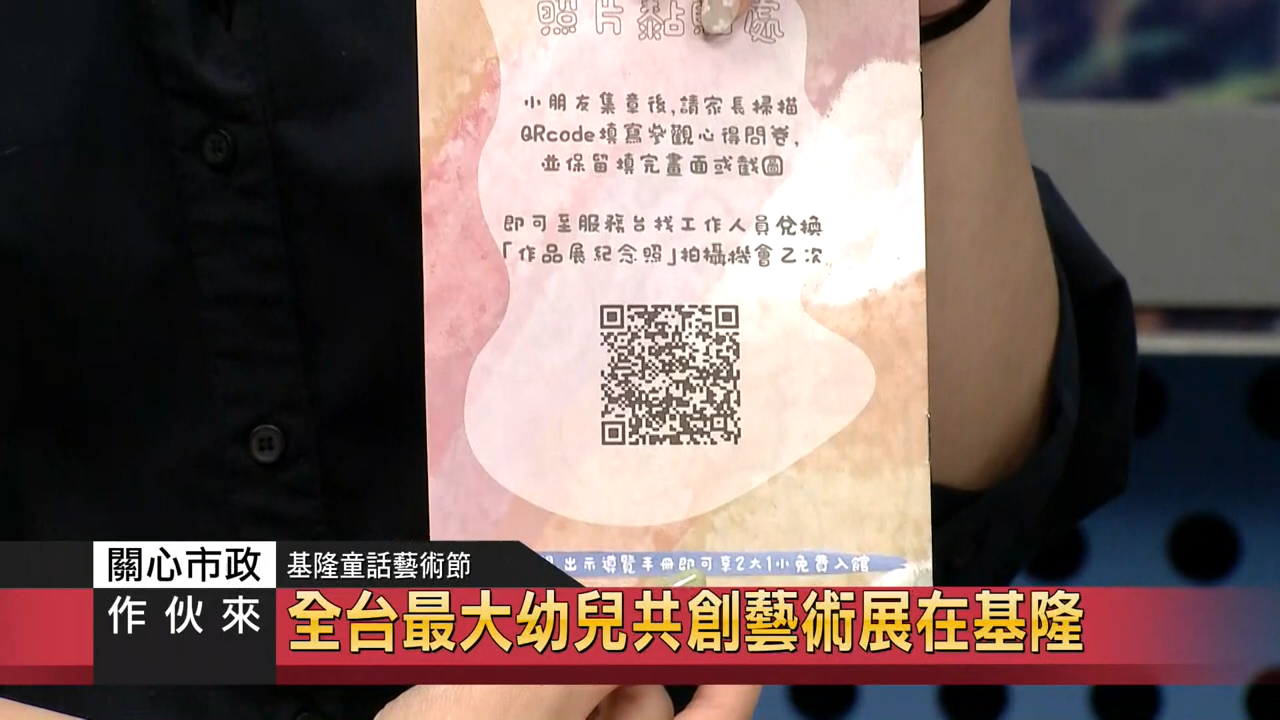 照片黏貼處
小朋友集章後,請家長掃描
QRcode填寫參觀心得問卷,
並保留填完畫面或截圖
即可至服務台找工作人員兌換
「作品展紀念照」拍攝機會乙次
出示導覽手冊即可享2大1小免費入館
關心市政
基隆童話藝術節
作伙來
全台最大幼兒共創藝術展在基隆